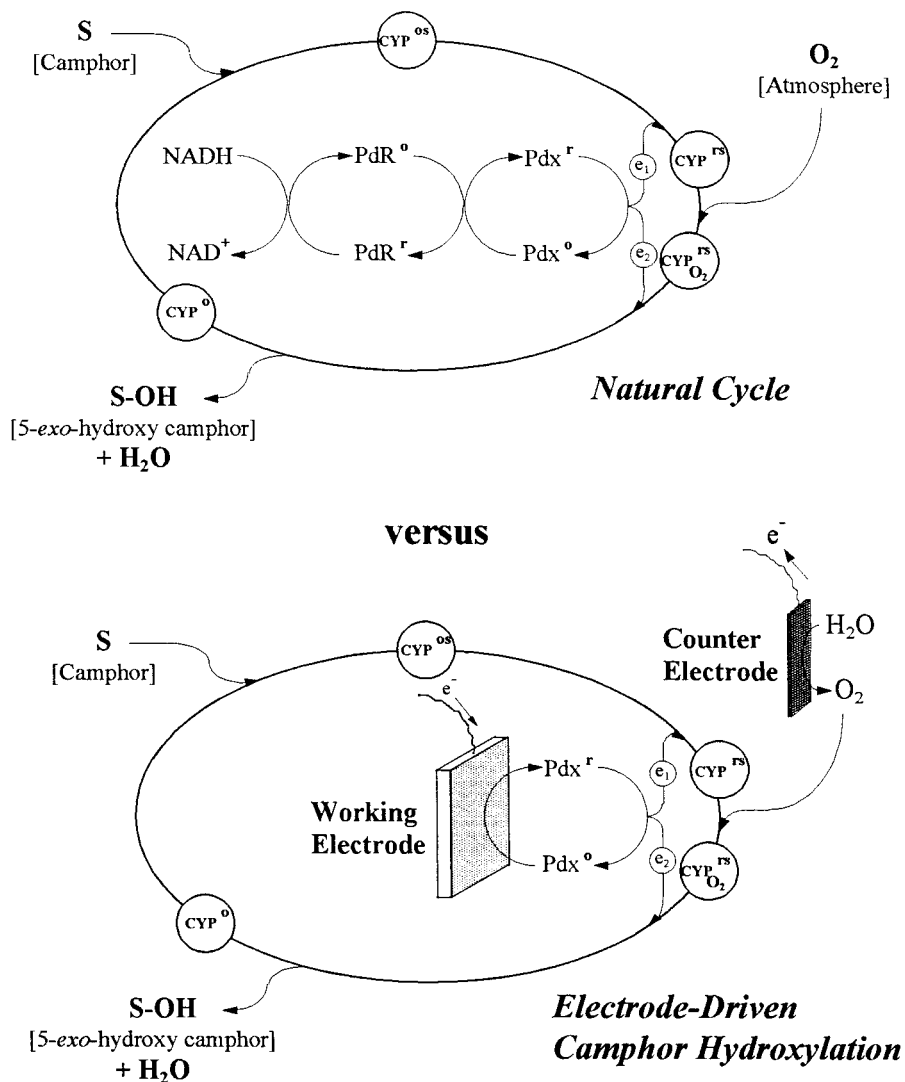 S
[Camphor]
CYP os
O₂
[Atmosphere]
NADH
PdR o
Pdx r
e₁
CYP rs
NAD⁺
PdR r
Pdx o
e₂
CYP rs
O₂
CYP o
S-OH
[5-exo-hydroxy camphor]
+ H₂O
Natural Cycle
versus
e⁻
S
[Camphor]
CYP os
Counter
Electrode
H₂O
O₂
e⁻
Working
Electrode
Pdx r
e₁
CYP rs
Pdx o
e₂
CYP rs
O₂
CYP o
S-OH
[5-exo-hydroxy camphor]
+ H₂O
Electrode-Driven
Camphor Hydroxylation